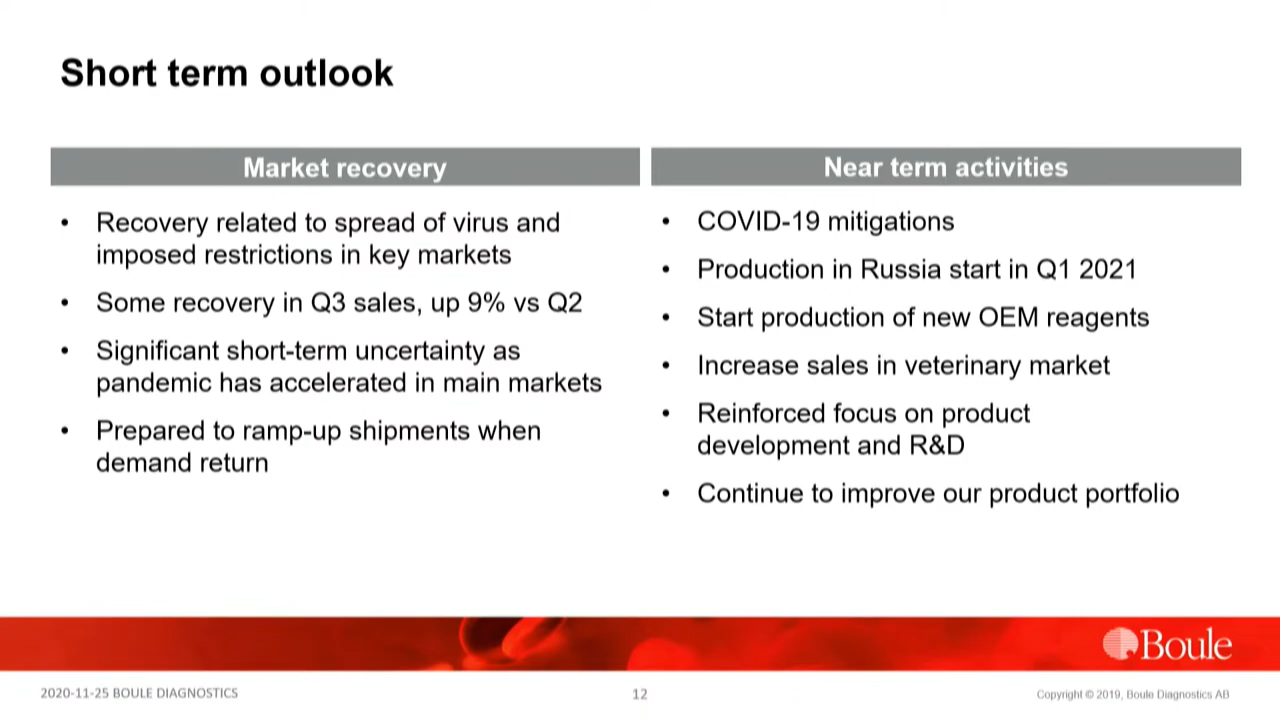 Short term outlook
Market recovery
• Recovery related to spread of virus and
imposed restrictions in key markets
• Some recovery in Q3 sales, up 9% vs Q2
• Significant short-term uncertainty as
pandemic has accelerated in main markets
• Prepared to ramp-up shipments when
demand return
Near term activities
• COVID-19 mitigations
• Production in Russia start in Q1 2021
• Start production of new OEM reagents
• Increase sales in veterinary market
• Reinforced focus on product
development and R&D
• Continue to improve our product portfolio
Boule
2020-11-25 BOULE DIAGNOSTICS
12
Copyright © 2019, Boule Diagnostics AB